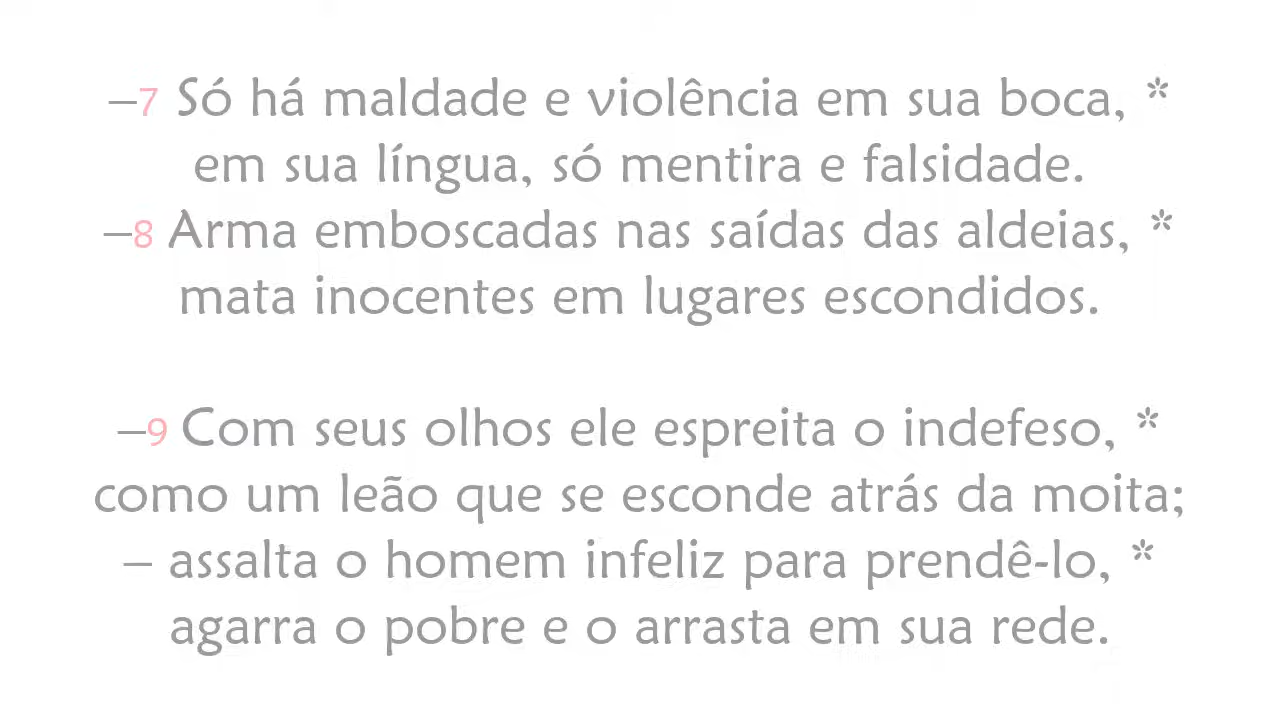 –7 Só há maldade e violência em sua boca, *
em sua língua, só mentira e falsidade.
–8 Arma emboscadas nas saídas das aldeias, *
mata inocentes em lugares escondidos.
–9 Com seus olhos ele espreita o indefeso, *
como um leão que se esconde atrás da moita;
– assalta o homem infeliz para prendê-lo, *
agarra o pobre e o arrasta em sua rede.